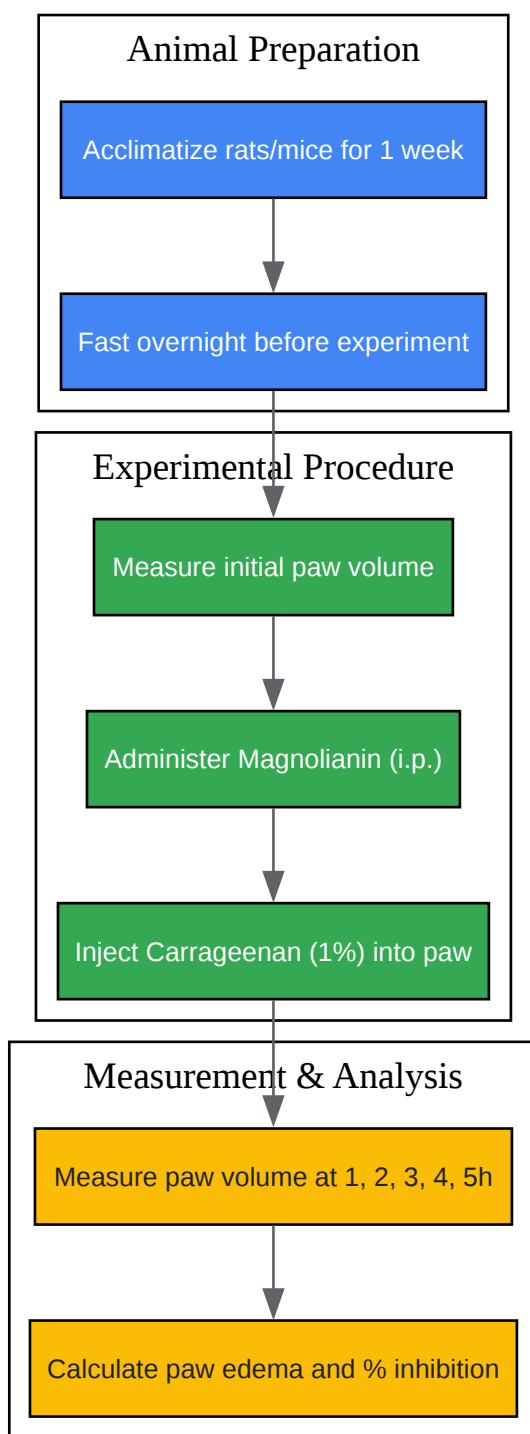 Animal Preparation
Acclimatize rats/mice for 1 week
Fast overnight before experiment
Experimental Procedure
Measure initial paw volume
Administer Magnolianin (i.p.)
Inject Carrageenan (1%) into paw
Measurement & Analysis
Measure paw volume at 1, 2, 3, 4, 5h
Calculate paw edema and % inhibition